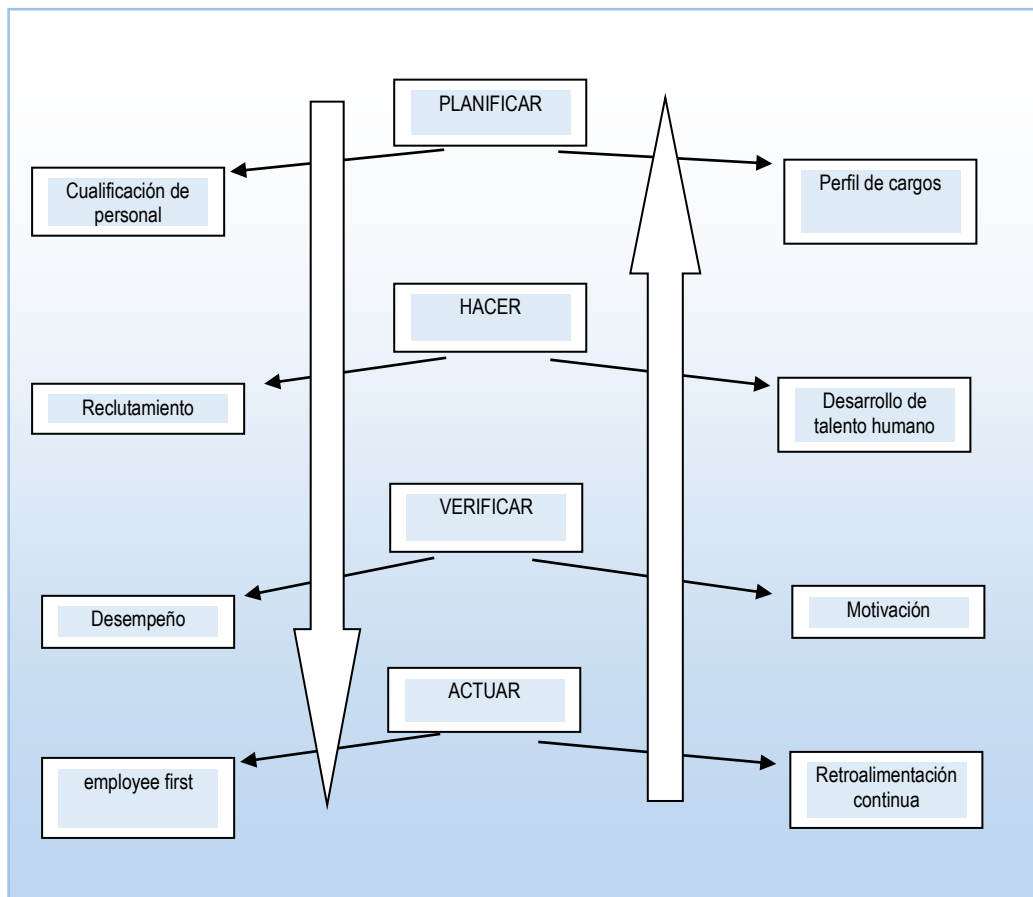 PLANIFICAR
Cualificación de
personal
Perfil de cargos
HACER
Reclutamiento
Desarrollo de
talento humano
VERIFICAR
Desempeño
Motivación
ACTUAR
employee first
Retroalimentación
continua